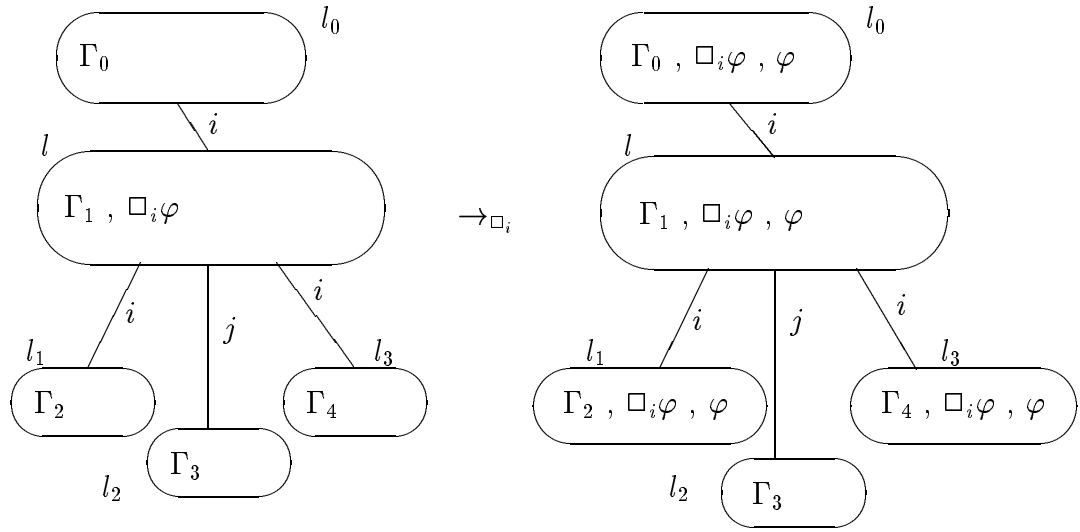 l₀
Γ₀
i
l
Γ₁ , □ᵢφ
i
j
i
l₁
l₃
Γ₂
Γ₄
Γ₃
l₂
→□ᵢ
l₀
Γ₀ , □ᵢφ , φ
i
l
Γ₁ , □ᵢφ , φ
i
j
i
l₁
l₃
Γ₂ , □ᵢφ , φ
Γ₄ , □ᵢφ , φ
l₂
Γ₃